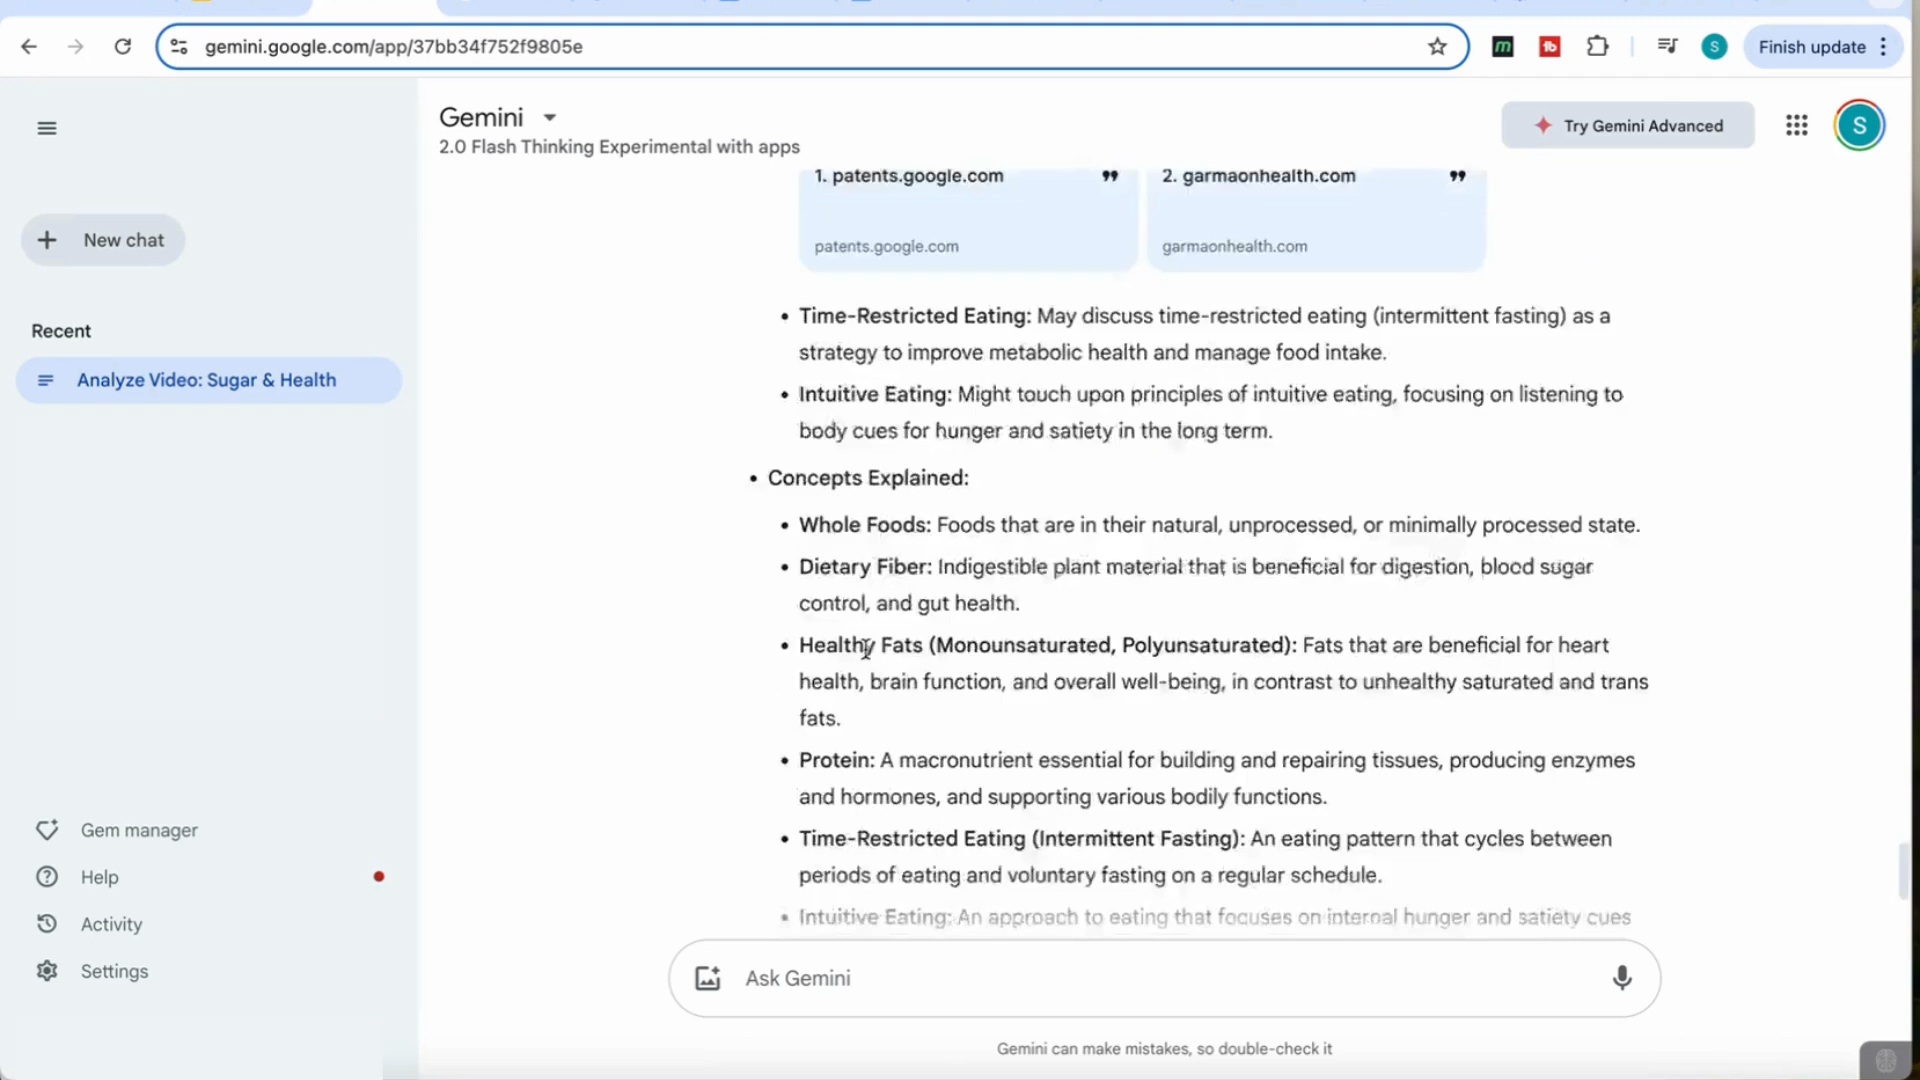 gemini.google.com/app/37bb34f752f9805e
m
tb
S
Finish update
Gemini
2.0 Flash Thinking Experimental with apps
Try Gemini Advanced
S
New chat
Recent
Analyze Video: Sugar & Health
Gem manager
Help
Activity
Settings
1. patents.google.com
patents.google.com
2. garmaonhealth.com
garmaonhealth.com
• Time-Restricted Eating: May discuss time-restricted eating (intermittent fasting) as a
strategy to improve metabolic health and manage food intake.
• Intuitive Eating: Might touch upon principles of intuitive eating, focusing on listening to
body cues for hunger and satiety in the long term.
• Concepts Explained:
• Whole Foods: Foods that are in their natural, unprocessed, or minimally processed state.
• Dietary Fiber: Indigestible plant material that is beneficial for digestion, blood sugar
control, and gut health.
• Healthy Fats (Monounsaturated, Polyunsaturated): Fats that are beneficial for heart
health, brain function, and overall well-being, in contrast to unhealthy saturated and trans
fats.
• Protein: A macronutrient essential for building and repairing tissues, producing enzymes
and hormones, and supporting various bodily functions.
• Time-Restricted Eating (Intermittent Fasting): An eating pattern that cycles between
periods of eating and voluntary fasting on a regular schedule.
• Intuitive Eating: An approach to eating that focuses on internal hunger and satiety cues
Ask Gemini
Gemini can make mistakes, so double-check it